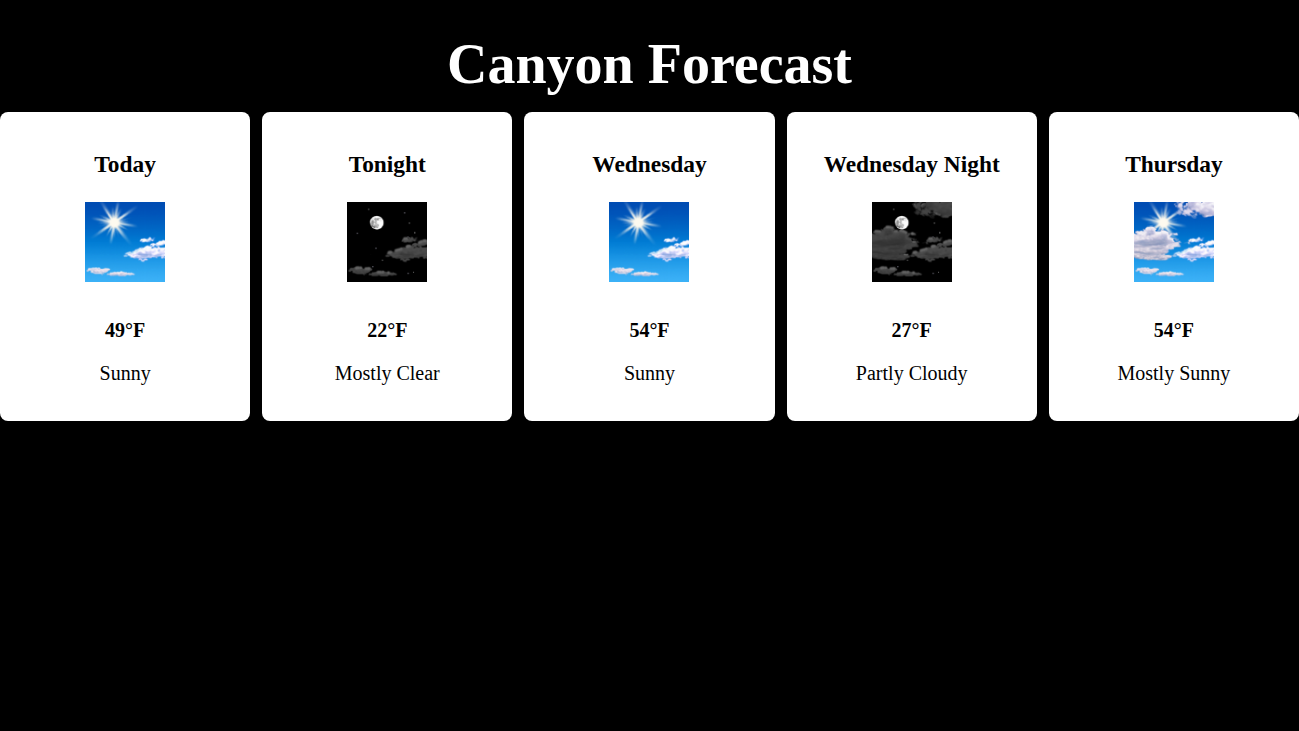 Canyon Forecast
Today
49°F
Sunny
Tonight
22°F
Mostly Clear
Wednesday
54°F
Sunny
Wednesday Night
27°F
Partly Cloudy
Thursday
54°F
Mostly Sunny